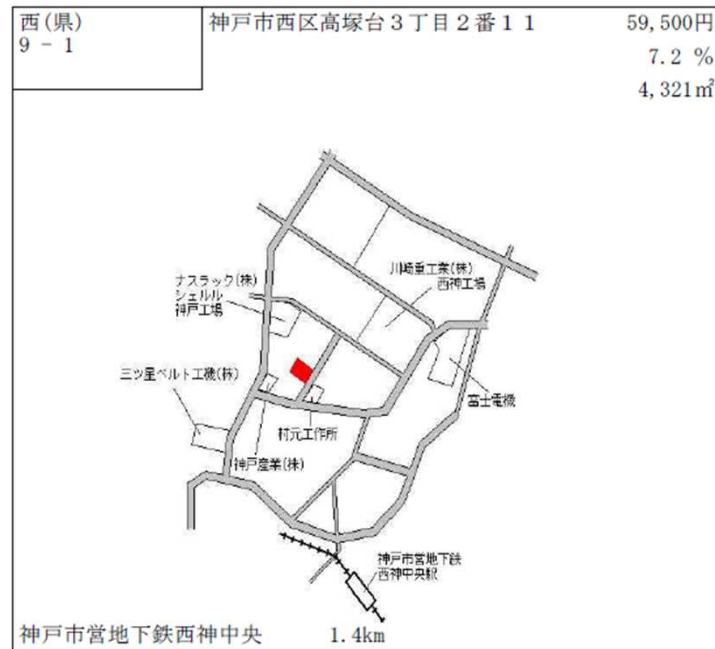 西(県)
9 - 1
神戸市西区高塚台3丁目2番11
59,500円
7.2 %
4,321㎡
川崎重工業(株)
西神工場
ナスラック(株)
シェルル
神戸工場
三ツ星ベルト工機(株)
富士電機
村元工作所
神戸産業(株)
神戸市営地下鉄
西神中央駅
神戸市営地下鉄西神中央 1.4km